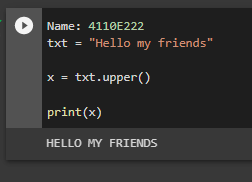 Name: 4110E222
txt = "Hello my friends"
x = txt.upper()
print(x)
HELLO MY FRIENDS